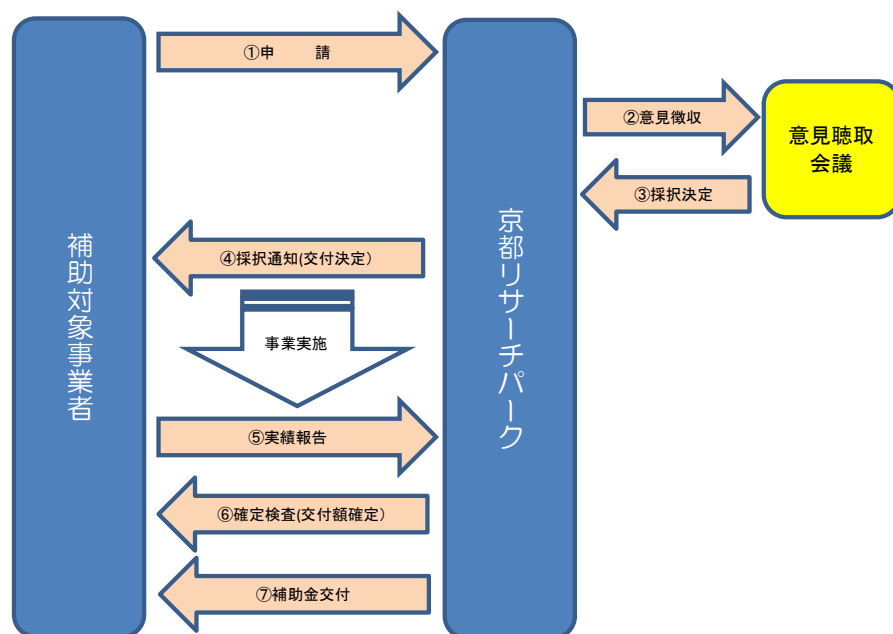 ①申　　請
②意見徴収
意見聴取
会議
③採択決定
補助対象事業者
京都リサーチパーク
④採択通知(交付決定）
事業実施
⑤実績報告
⑥確定検査(交付額確定）
⑦補助金交付